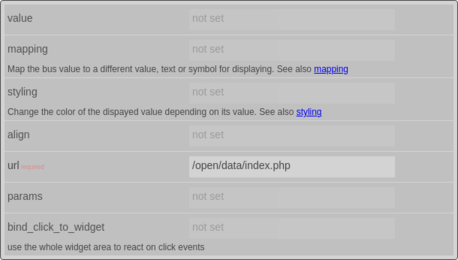 value not set
mapping not set
Map the bus value to a different value, text or symbol for displaying. See also mapping
styling not set
Change the color of the dispayed value depending on its value. See also styling
align not set
url required /open/data/index.php
params not set
bind_click_to_widget not set
use the whole widget area to react on click events